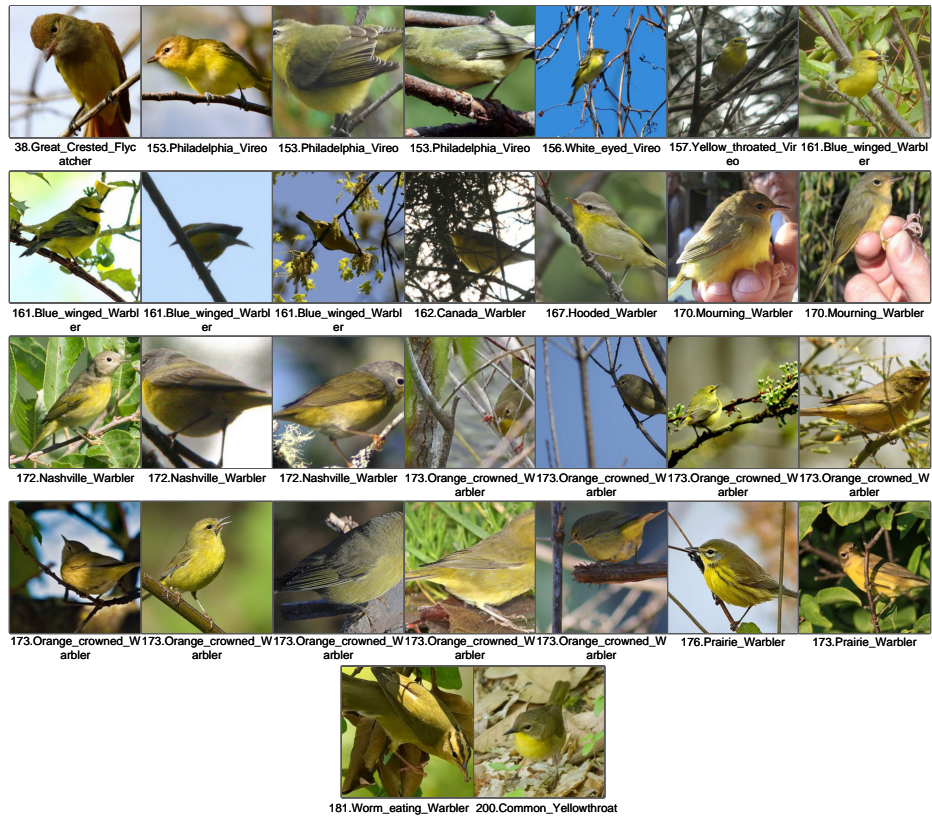 38.Great_Crested_Flyc
atcher
153.Philadelphia_Vireo
153.Philadelphia_Vireo
153.Philadelphia_Vireo
156.White_eyed_Vireo
157.Yellow_throated_Vir
eo
161.Blue_winged_Warbl
er
161.Blue_winged_Warbl
er
161.Blue_winged_Warbl
er
161.Blue_winged_Warbl
er
162.Canada_Warbler
167.Hooded_Warbler
170.Mourning_Warbler
170.Mourning_Warbler
172.Nashville_Warbler
172.Nashville_Warbler
172.Nashville_Warbler
173.Orange_crowned_W
arbler
173.Orange_crowned_W
arbler
173.Orange_crowned_W
arbler
173.Orange_crowned_W
arbler
173.Orange_crowned_W
arbler
173.Orange_crowned_W
arbler
173.Orange_crowned_W
arbler
173.Orange_crowned_W
arbler
173.Orange_crowned_W
arbler
176.Prairie_Warbler
173.Prairie_Warbler
181.Worm_eating_Warbler
200.Common_Yellowthroat